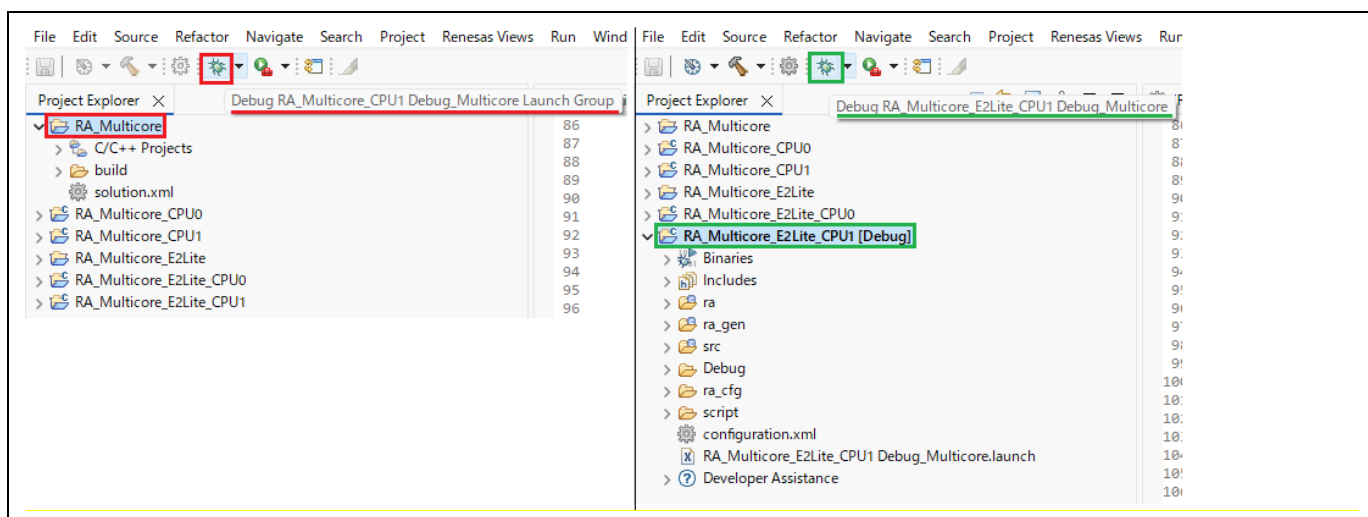 File Edit Source Refactor Navigate Search Project Renesas Views Run Wind
Project Explorer
Debug RA_Multicore_CPU1 Debug_Multicore Launch Group
RA_Multicore
C/C++ Projects
build
solution.xml
RA_Multicore_CPU0
RA_Multicore_CPU1
RA_Multicore_E2Lite
RA_Multicore_E2Lite_CPU0
RA_Multicore_E2Lite_CPU1
86
87
88
89
90
91
92
93
94
95
96
File Edit Source Refactor Navigate Search Project Renesas Views Run
Project Explorer
Debug RA_Multicore_E2Lite_CPU1 Debug_Multicore
RA_Multicore
RA_Multicore_CPU0
RA_Multicore_CPU1
RA_Multicore_E2Lite
RA_Multicore_E2Lite_CPU0
RA_Multicore_E2Lite_CPU1 [Debug]
Binaries
Includes
ra
ra_gen
src
Debug
ra_cfg
script
configuration.xml
RA_Multicore_E2Lite_CPU1 Debug_Multicore.launch
Developer Assistance